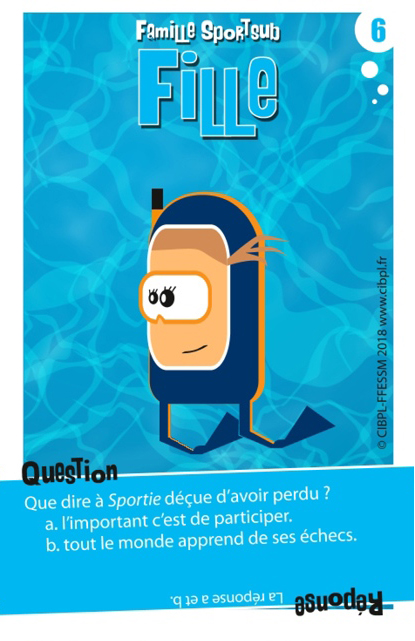 Famille Sportsub
6
Fille
© CIBPL-FFESSM 2018 www.cibpl.fr
Question
Que dire à Sportie déçue d'avoir perdu ?
a. l'important c'est de participer.
b. tout le monde apprend de ses échecs.
Réponse
La réponse a et b.